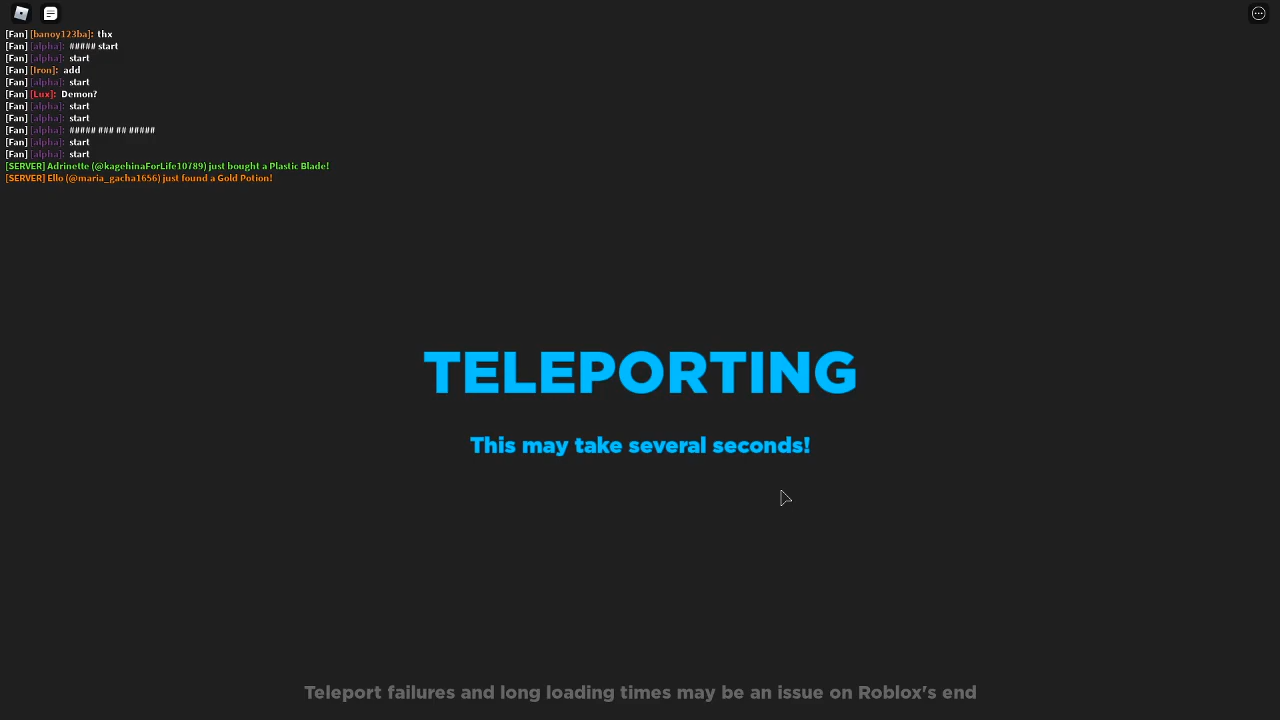 [Fan] [banoy123ba]: thx
[Fan] [alpha]: ##### start
[Fan] [alpha]: start
[Fan] [Iron]: add
[Fan] [alpha]: start
[Fan] [Lux]: Demon?
[Fan] [alpha]: start
[Fan] [alpha]: start
[Fan] [alpha]: ##### ### ## #####
[Fan] [alpha]: start
[Fan] [alpha]: start
[SERVER] Adrinette (@kagehinaForLife10789) just bought a Plastic Blade!
[SERVER] Ello (@maria_gacha1656) just found a Gold Potion!
TELEPORTING
This may take several seconds!
Teleport failures and long loading times may be an issue on Roblox's end